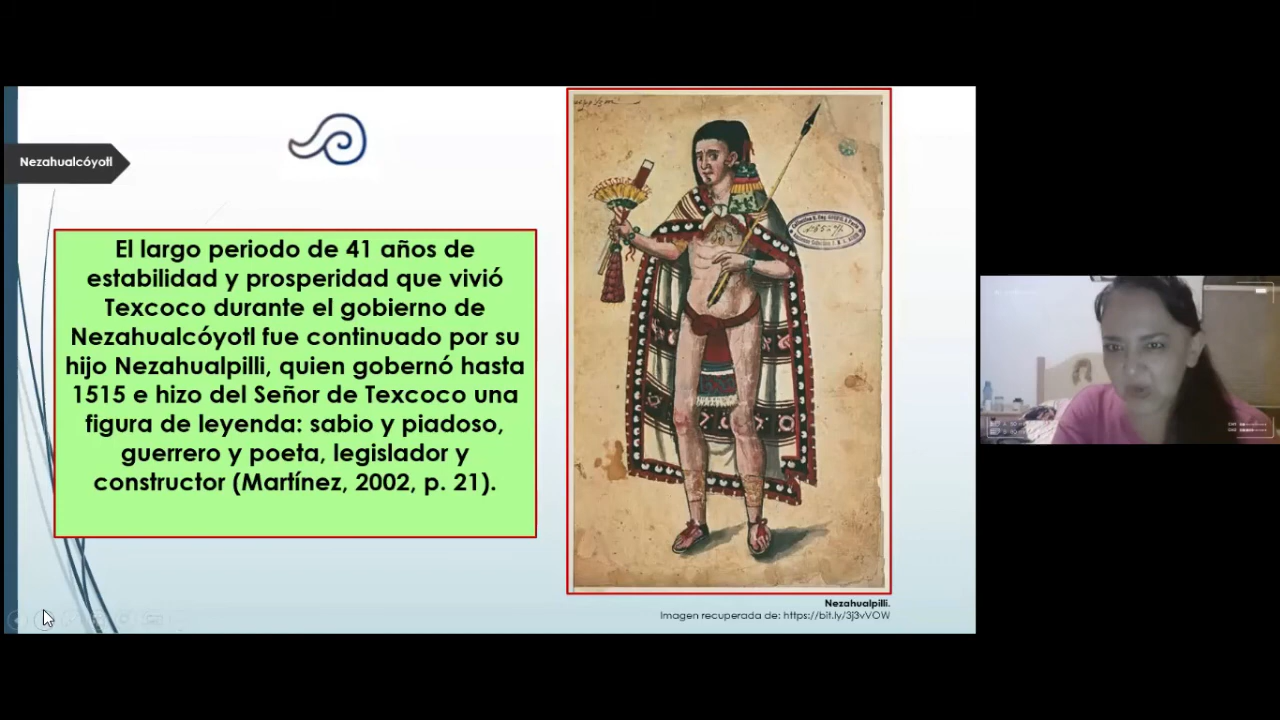 Nezahualcóyotl
El largo periodo de 41 años de
estabilidad y prosperidad que vivió
Texcoco durante el gobierno de
Nezahualcóyotl fue continuado por su
hijo Nezahualpilli, quien gobernó hasta
1515 e hizo del Señor de Texcoco una
figura de leyenda: sabio y piadoso,
guerrero y poeta, legislador y
constructor (Martínez, 2002, p. 21).
Nezahualpilli.
Imagen recuperada de: https://bit.ly/3j3vVOW